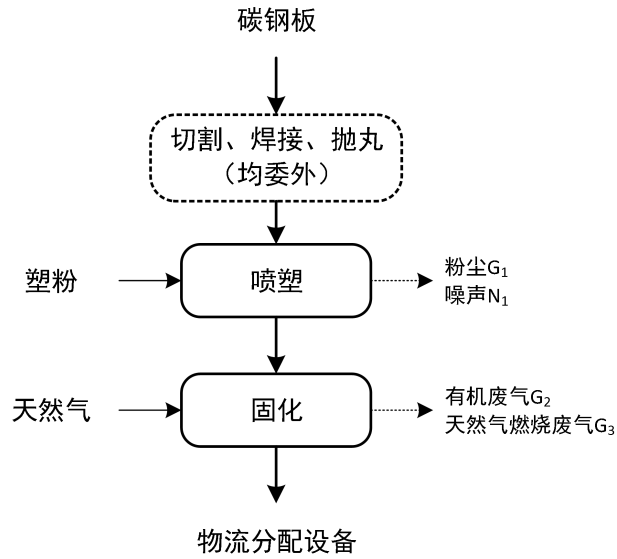 碳钢板
切割、焊接、抛丸
（均委外）
塑粉
喷塑
粉尘G₁
噪声N₁
天然气
固化
有机废气G₂
天然气燃烧废气G₃
物流分配设备